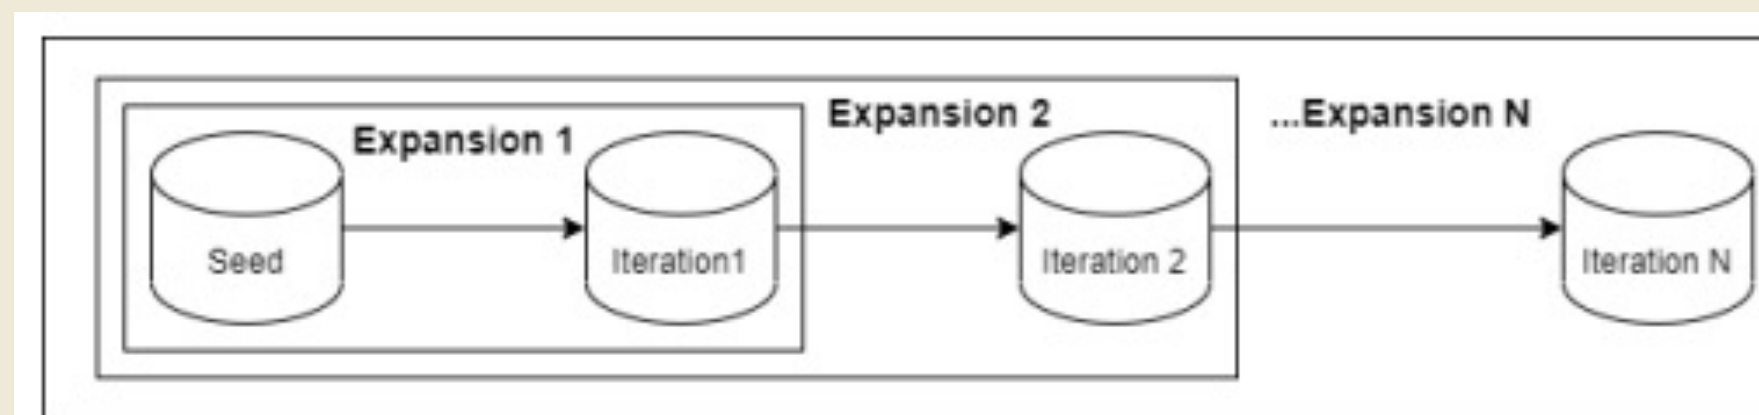 Expansion 1
Expansion 2
...Expansion N
Seed
Iteration1
Iteration 2
Iteration N